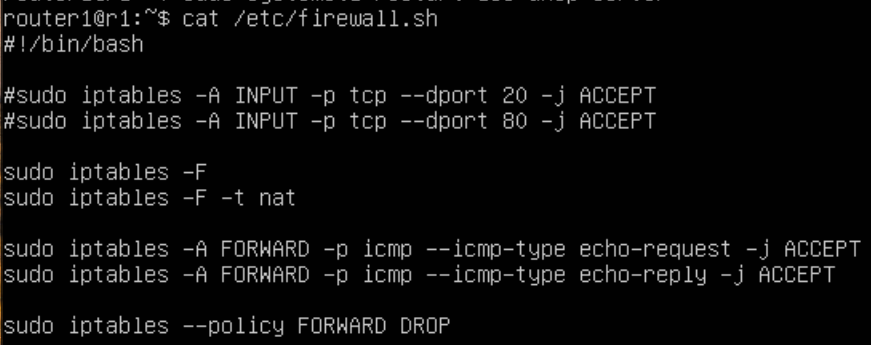 router1@r1:~$ cat /etc/firewall.sh
#!/bin/bash
#sudo iptables -A INPUT -p tcp --dport 20 -j ACCEPT
#sudo iptables -A INPUT -p tcp --dport 80 -j ACCEPT
sudo iptables -F
sudo iptables -F -t nat
sudo iptables -A FORWARD -p icmp --icmp-type echo-request -j ACCEPT
sudo iptables -A FORWARD -p icmp --icmp-type echo-reply -j ACCEPT
sudo iptables --policy FORWARD DROP